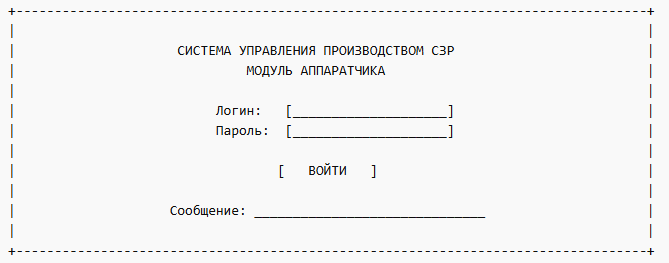 +----------------------------------------------------------------------------------+
СИСТЕМА УПРАВЛЕНИЯ ПРОИЗВОДСТВОМ СЗР
МОДУЛЬ АППАРАТЧИКА
Логин: [____________________]
Пароль: [____________________]
[ ВОЙТИ ]
Сообщение: ______________________________
+----------------------------------------------------------------------------------+